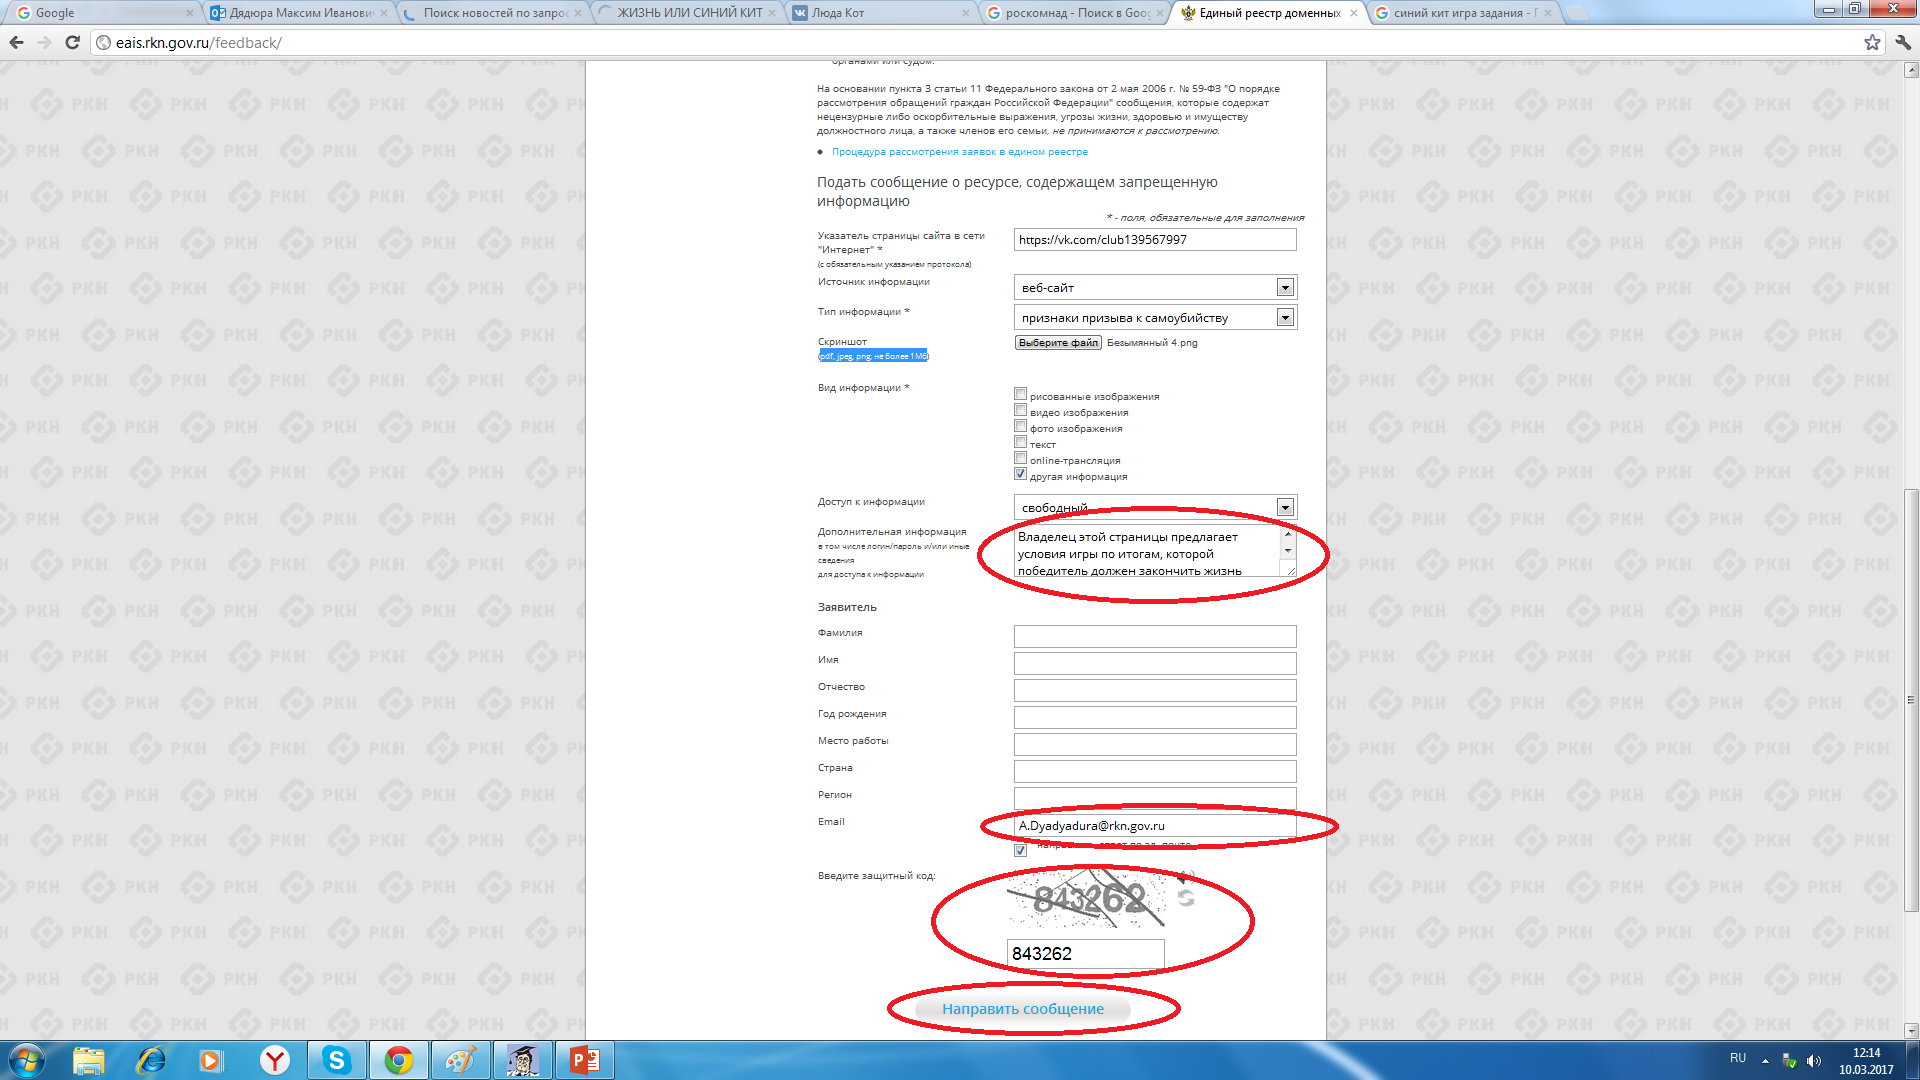 Google
Дядюра Максим Иванович
Поиск новостей по запрос
ЖИЗНЬ ИЛИ СИНИЙ КИТ
Люда Кот
роскомнад - Поиск в Goog
Единый реестр доменных
синий кит игра задания - П
eais.rkn.gov.ru/feedback/
органами или судом.
На основании пункта 3 статьи 11 Федерального закона от 2 мая 2006 г. № 59-ФЗ "О порядке
рассмотрения обращений граждан Российской Федерации" сообщения, которые содержат
нецензурные либо оскорбительные выражения, угрозы жизни, здоровью и имуществу
должностного лица, а также членов его семьи, не принимаются к рассмотрению.
Процедура рассмотрения заявок в едином реестре
Подать сообщение о ресурсе, содержащем запрещенную
информацию
* - поля, обязательные для заполнения
Указатель страницы сайта в сети
"Интернет" *
(с обязательным указанием протокола)
https://vk.com/club139567997
Источник информации
веб-сайт
Тип информации *
признаки призыва к самоубийству
Скриншот
(pdf, jpeg, png; не более 1Мб)
Выберите файл Безымянный 4.png
Вид информации *
рисованные изображения
видео изображения
фото изображения
текст
online-трансляция
другая информация
Доступ к информации
свободный
Дополнительная информация
в том числе логин/пароль и/или иные
сведения
для доступа к информации
Владелец этой страницы предлагает
условия игры по итогам, которой
победитель должен закончить жизнь
Заявитель
Фамилия
Имя
Отчество
Год рождения
Место работы
Страна
Регион
Email
A.Dyadyadura@rkn.gov.ru
Введите защитный код:
843262
843262
Направить сообщение
РКН
RU
12:14
10.03.2017